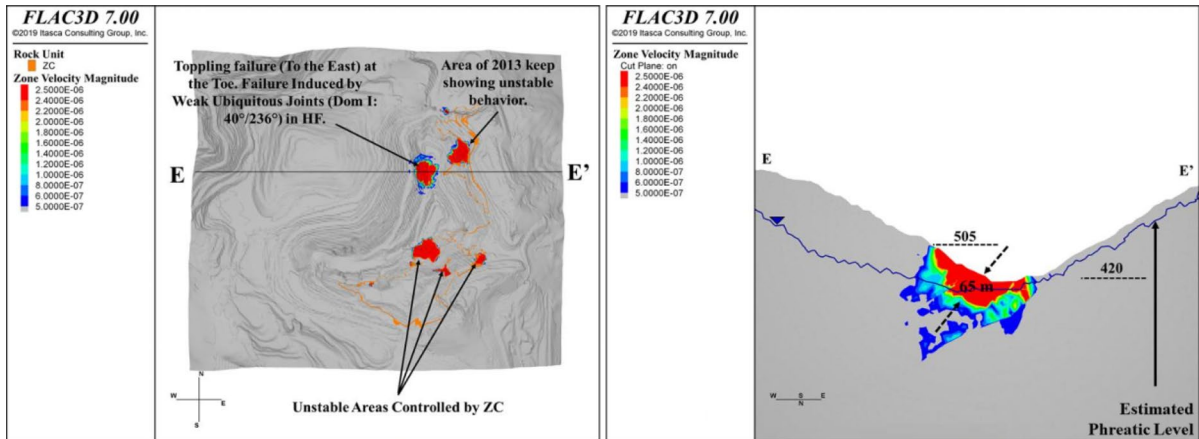 FLAC3D 7.00
©2019 Itasca Consulting Group, Inc.
Rock Unit
ZC
Zone Velocity Magnitude
2.5000E-06
2.4000E-06
2.2000E-06
2.0000E-06
1.8000E-06
1.6000E-06
1.4000E-06
1.2000E-06
1.0000E-06
8.0000E-07
6.0000E-07
5.0000E-07
Toppling failure (To the East) at
the Toe. Failure Induced by
Weak Ubiquitous Joints (Dom I:
40°/236°) in HF.
Area of 2013 keep
showing unstable
behavior.
E
E’
Unstable Areas Controlled by ZC
N
W
E
S
FLAC3D 7.00
©2019 Itasca Consulting Group, Inc.
Zone Velocity Magnitude
Cut Plane: on
2.5000E-06
2.4000E-06
2.2000E-06
2.0000E-06
1.8000E-06
1.6000E-06
1.4000E-06
1.2000E-06
1.0000E-06
8.0000E-07
6.0000E-07
5.0000E-07
E
E’
505
420
65 m
Estimated
Phreatic Level
W
E
S
N